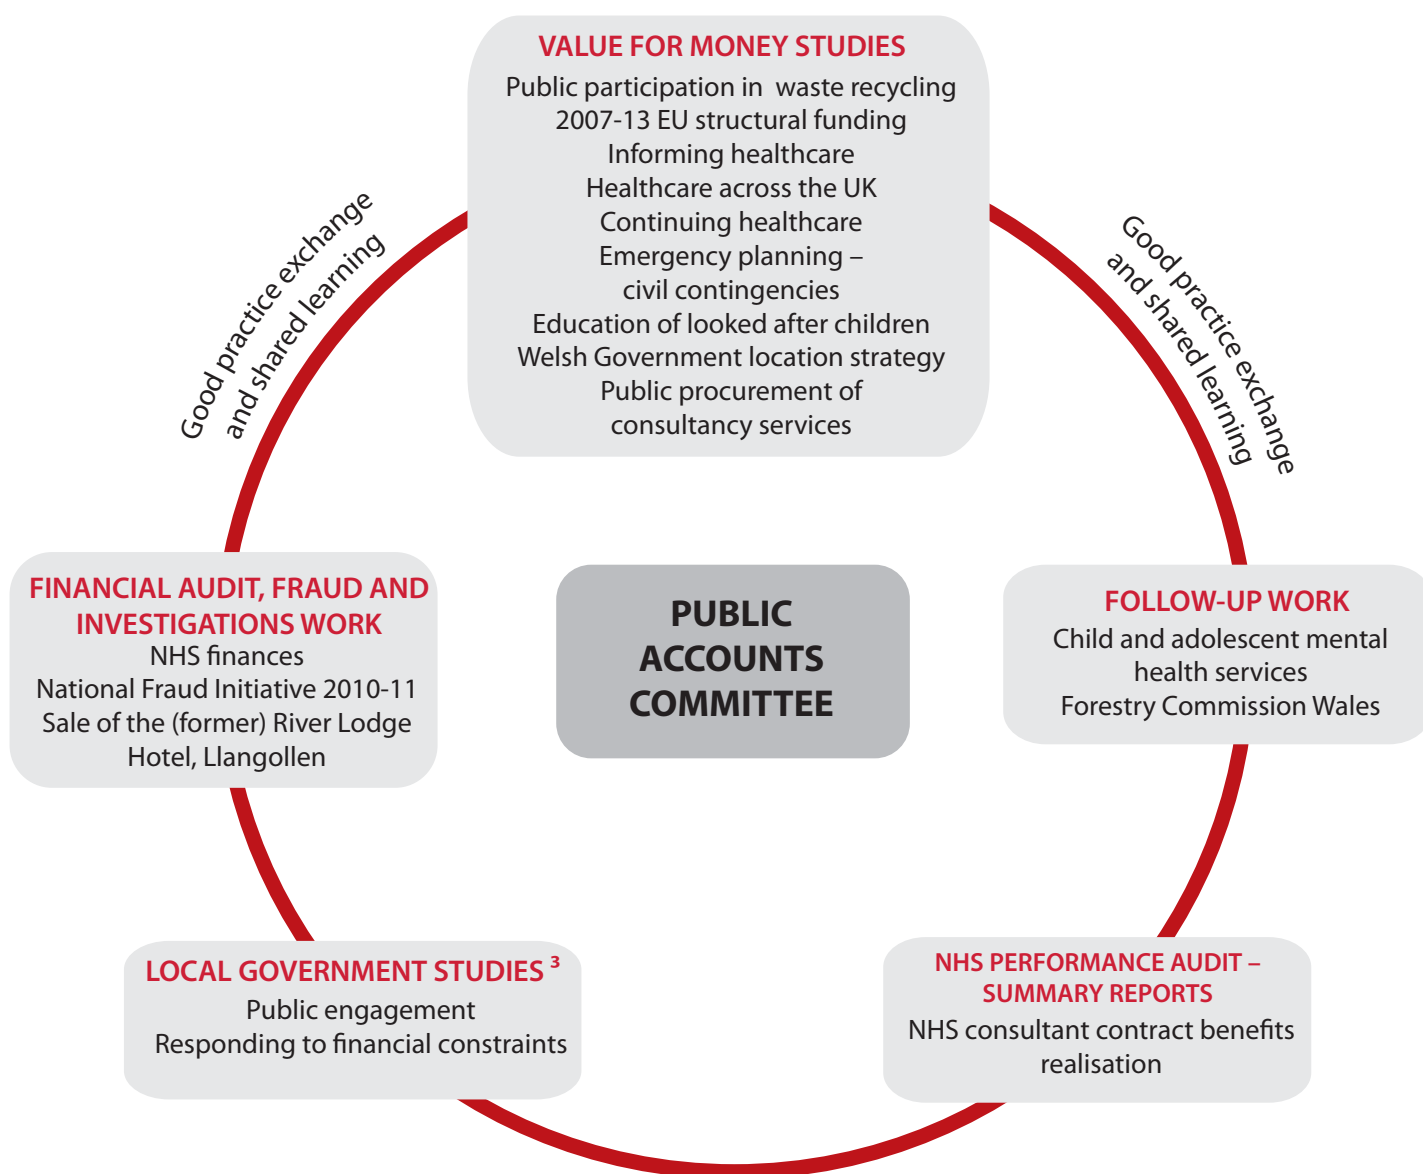 VALUE FOR MONEY STUDIES
Public participation in waste recycling
2007-13 EU structural funding
Informing healthcare
Healthcare across the UK
Continuing healthcare
Emergency planning –
civil contingencies
Education of looked after children
Welsh Government location strategy
Public procurement of
consultancy services
Good practice exchange
and shared learning
Good practice exchange
and shared learning
FINANCIAL AUDIT, FRAUD AND
INVESTIGATIONS WORK
NHS finances
National Fraud Initiative 2010-11
Sale of the (former) River Lodge
Hotel, Llangollen
PUBLIC
ACCOUNTS
COMMITTEE
FOLLOW-UP WORK
Child and adolescent mental
health services
Forestry Commission Wales
LOCAL GOVERNMENT STUDIES ³
Public engagement
Responding to financial constraints
NHS PERFORMANCE AUDIT –
SUMMARY REPORTS
NHS consultant contract benefits
realisation